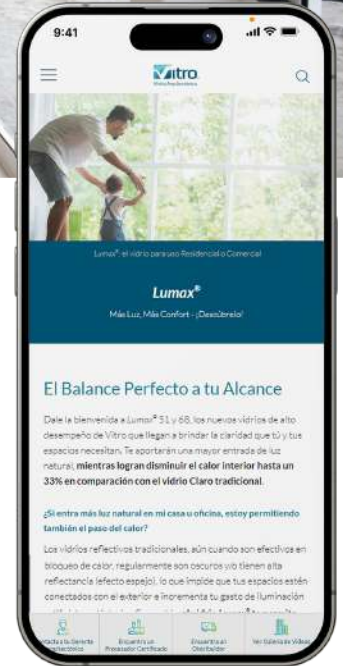 9:41
Vitro
Lumax®: el vidrio para uso Residencial o Comercial
Lumax®
Más Luz, Más Confort - ¡Descúbrelo!
El Balance Perfecto a tu Alcance
Dale la bienvenida a Lumax® 51 y 68, los nuevos vidrios de alto
desempeño de Vitro que llegan a brindar la claridad que tú y tus
espacios necesitan. Te aportarán una mayor entrada de luz
natural, mientras logran disminuir el calor interior hasta un
33% en comparación con el vidrio Claro tradicional.
¿Si entra más luz natural en mi casa u oficina, estoy permitiendo
también el paso del calor?
Los vidrios reflectivos tradicionales, aún cuando son efectivos en
bloqueo de calor, regularmente son oscuros y/o tienen alta
reflectancia (efecto espejo), lo que impide que tus espacios estén
conectados con el exterior e incrementa tu gasto de iluminación
Contacta a tu Gerente
Arquitectónico
Encuentra un
Procesador Certificado
Encuentra un
Distribuidor
Ver Galería de Videos